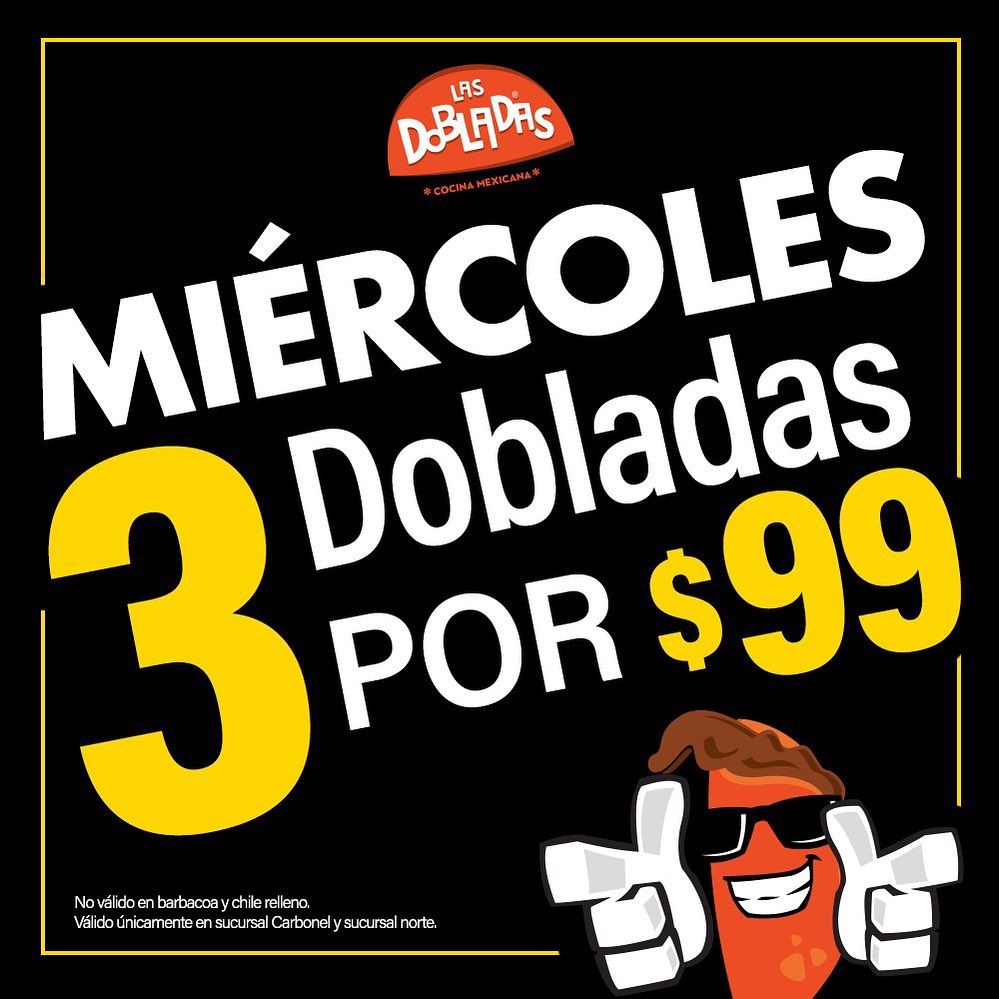 LAS
DOBLADAS®
*COCINA MEXICANA*
MIÉRCOLES
3 Dobladas
POR $99
No válido en barbacoa y chile relleno.
Válido únicamente en sucursal Carbonel y sucursal norte.